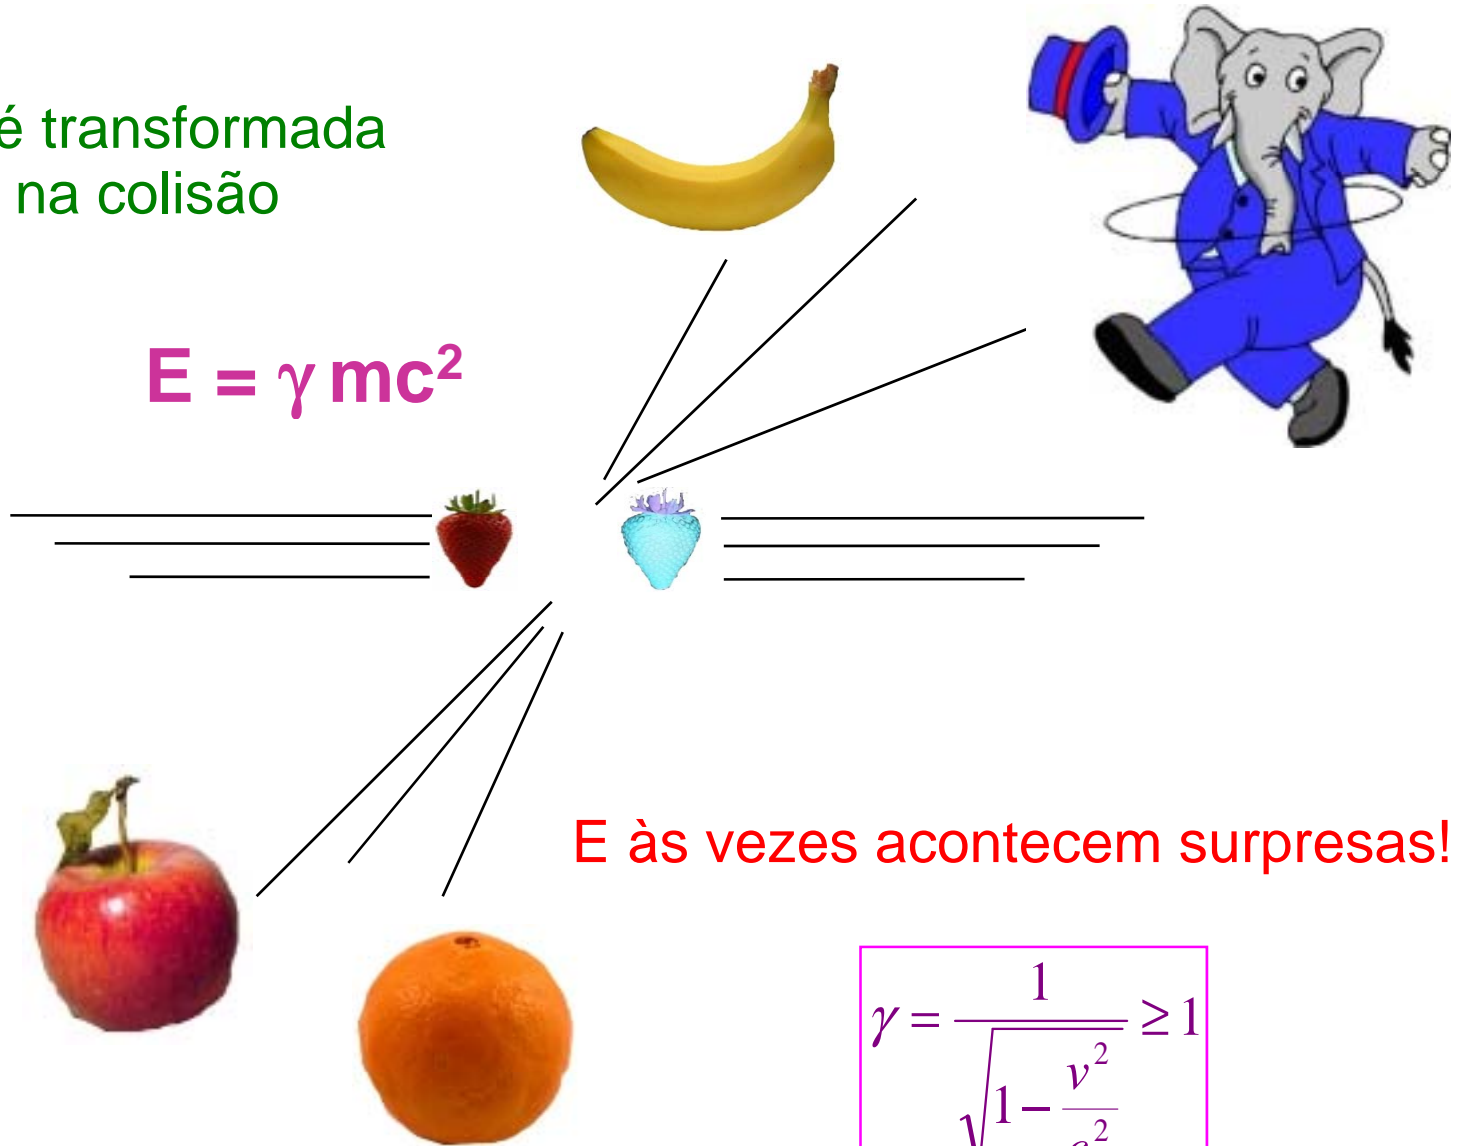 é transformada
na colisão
E = γ mc²
E às vezes acontecem surpresas!
γ = 1 / √(1 − v² / c²) ≥ 1